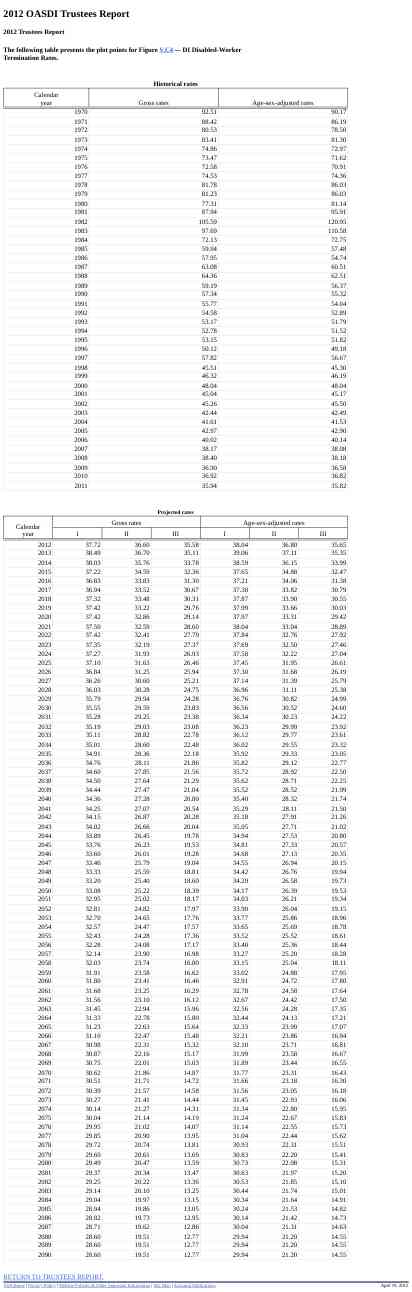 2012 OASDI Trustees Report
2012 Trustees Report
The following table presents the plot points for Figure V.C4 — DI Disabled-Worker
Termination Rates.
Historical rates
Calendar
year Gross rates Age-sex-adjusted rates
1970 92.51 90.17
1971 88.42 86.19
1972 80.53 78.50
1973 83.41 81.30
1974 74.86 72.97
1975 73.47 71.62
1976 72.58 70.91
1977 74.53 74.36
1978 81.78 86.03
1979 81.23 86.03
1980 77.31 81.14
1981 87.94 95.91
1982 105.59 120.95
1983 97.69 110.58
1984 72.13 72.75
1985 59.04 57.48
1986 57.95 54.74
1987 63.08 60.51
1988 64.36 62.51
1989 59.19 56.37
1990 57.34 55.32
1991 55.77 54.04
1992 54.58 52.89
1993 53.17 51.79
1994 52.78 51.52
1995 53.15 51.82
1996 50.12 49.18
1997 57.82 56.67
1998 45.51 45.30
1999 46.32 46.19
2000 48.04 48.04
2001 45.04 45.17
2002 45.26 45.50
2003 42.44 42.49
2004 41.61 41.53
2005 42.97 42.90
2006 40.02 40.14
2007 38.17 38.08
2008 38.40 38.18
2009 36.90 36.58
2010 36.92 36.82
2011 35.94 35.82
Projected rates
Calendar
year Gross rates Age-sex-adjusted rates
I II III I II III
2012 37.72 36.60 35.58 38.04 36.80 35.65
2013 38.49 36.70 35.11 39.06 37.11 35.35
2014 38.03 35.76 33.78 38.59 36.15 33.99
2015 37.22 34.59 32.36 37.65 34.88 32.47
2016 36.83 33.83 31.30 37.21 34.06 31.38
2017 36.94 33.52 30.67 37.38 33.82 30.79
2018 37.32 33.48 30.31 37.87 33.90 30.55
2019 37.42 33.22 29.76 37.99 33.66 30.03
2020 37.42 32.86 29.14 37.97 33.31 29.42
2021 37.50 32.59 28.60 38.04 33.04 28.89
2022 37.42 32.41 27.79 37.84 32.76 27.92
2023 37.35 32.19 27.37 37.69 32.50 27.46
2024 37.27 31.93 26.93 37.58 32.22 27.04
2025 37.10 31.63 26.46 37.45 31.95 26.61
2026 36.84 31.25 25.94 37.30 31.68 26.19
2027 36.26 30.60 25.21 37.14 31.39 25.79
2028 36.03 30.28 24.75 36.96 31.11 25.38
2029 35.79 29.94 24.28 36.76 30.82 24.99
2030 35.55 29.59 23.83 36.56 30.52 24.60
2031 35.28 29.25 23.38 36.34 30.23 24.22
2032 35.19 29.03 23.08 36.23 29.99 23.92
2033 35.11 28.82 22.78 36.12 29.77 23.61
2034 35.01 28.60 22.48 36.02 29.55 23.32
2035 34.91 28.36 22.18 35.92 29.33 23.05
2036 34.76 28.11 21.86 35.82 29.12 22.77
2037 34.60 27.85 21.56 35.72 28.92 22.50
2038 34.50 27.64 21.29 35.62 28.71 22.25
2039 34.44 27.47 21.04 35.52 28.52 21.99
2040 34.36 27.28 20.80 35.40 28.32 21.74
2041 34.25 27.07 20.54 35.29 28.11 21.50
2042 34.15 26.87 20.28 35.18 27.91 21.26
2043 34.02 26.66 20.04 35.05 27.71 21.02
2044 33.89 26.45 19.78 34.94 27.53 20.80
2045 33.76 26.23 19.53 34.81 27.33 20.57
2046 33.60 26.01 19.28 34.68 27.13 20.35
2047 33.46 25.79 19.04 34.55 26.94 20.15
2048 33.33 25.59 18.81 34.42 26.76 19.94
2049 33.20 25.40 18.60 34.29 26.58 19.73
2050 33.08 25.22 18.39 34.17 26.39 19.53
2051 32.95 25.02 18.17 34.03 26.21 19.34
2052 32.81 24.82 17.97 33.90 26.04 19.15
2053 32.70 24.65 17.76 33.77 25.86 18.96
2054 32.57 24.47 17.57 33.65 25.69 18.78
2055 32.43 24.28 17.36 33.52 25.52 18.61
2056 32.28 24.08 17.17 33.40 25.36 18.44
2057 32.14 23.90 16.98 33.27 25.20 18.28
2058 32.03 23.74 16.80 33.15 25.04 18.11
2059 31.91 23.58 16.62 33.02 24.88 17.95
2060 31.80 23.41 16.46 32.91 24.72 17.80
2061 31.68 23.25 16.29 32.78 24.58 17.64
2062 31.56 23.10 16.12 32.67 24.42 17.50
2063 31.45 22.94 15.96 32.56 24.28 17.35
2064 31.33 22.78 15.80 32.44 24.13 17.21
2065 31.23 22.63 15.64 32.33 23.99 17.07
2066 31.10 22.47 15.48 32.21 23.86 16.94
2067 30.98 22.31 15.32 32.10 23.71 16.81
2068 30.87 22.16 15.17 31.99 23.58 16.67
2069 30.75 22.01 15.03 31.89 23.44 16.55
2070 30.62 21.86 14.87 31.77 23.31 16.43
2071 30.51 21.71 14.72 31.66 23.18 16.30
2072 30.39 21.57 14.58 31.56 23.05 16.18
2073 30.27 21.41 14.44 31.45 22.93 16.06
2074 30.14 21.27 14.31 31.34 22.80 15.95
2075 30.04 21.14 14.19 31.24 22.67 15.83
2076 29.95 21.02 14.07 31.14 22.55 15.73
2077 29.85 20.90 13.95 31.04 22.44 15.62
2078 29.72 20.74 13.81 30.93 22.31 15.51
2079 29.60 20.61 13.69 30.83 22.20 15.41
2080 29.49 20.47 13.59 30.73 22.08 15.31
2081 29.37 20.34 13.47 30.63 21.97 15.20
2082 29.25 20.22 13.36 30.53 21.85 15.10
2083 29.14 20.10 13.25 30.44 21.74 15.01
2084 29.04 19.97 13.15 30.34 21.64 14.91
2085 28.94 19.86 13.05 30.24 21.53 14.82
2086 28.82 19.73 12.95 30.14 21.42 14.73
2087 28.71 19.62 12.86 30.04 21.31 14.63
2088 28.60 19.51 12.77 29.94 21.20 14.55
2089 28.60 19.51 12.77 29.94 21.20 14.55
2090 28.60 19.51 12.77 29.94 21.20 14.55
RETURN TO TRUSTEES REPORT
April 19, 2012